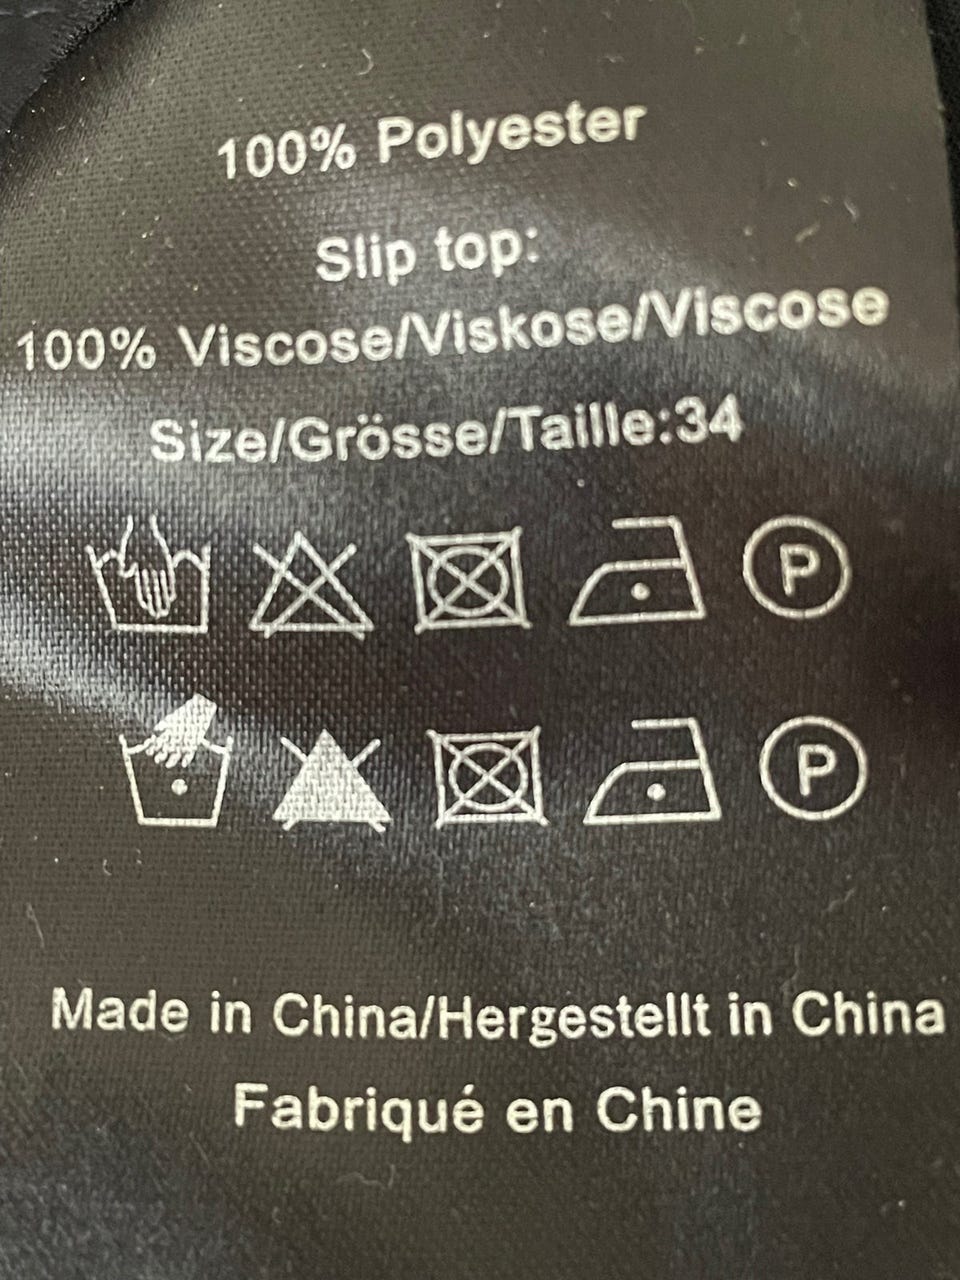 100% Polyester
Slip top:
100% Viscose/Viskose/Viscose
Size/Grösse/Taille:34
P
P
Made in China/Hergestellt in China
Fabriqué en Chine